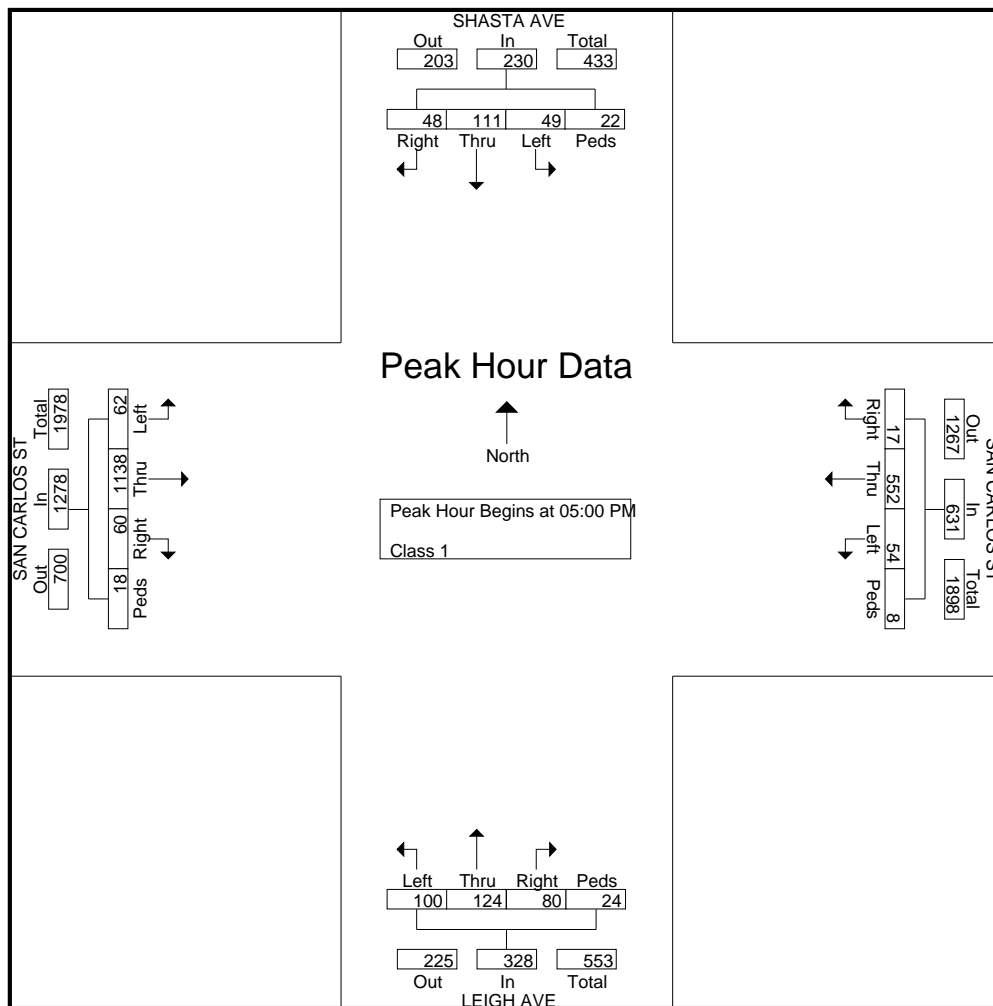 SHASTA AVE
Out In Total
203 230 433
48 111 49 22
Right Thru Left Peds
Peak Hour Data
North
Peak Hour Begins at 05:00 PM
Class 1
SAN CARLOS ST
Total In Out
1978 1278 700
62 1138 60 18
Left Thru Right Peds
SAN CARLOS ST
Out In Total
1267 631 1898
17 552 54 8
Right Thru Left Peds
Left Thru Right Peds
100 124 80 24
225 328 553
Out In Total
LEIGH AVE